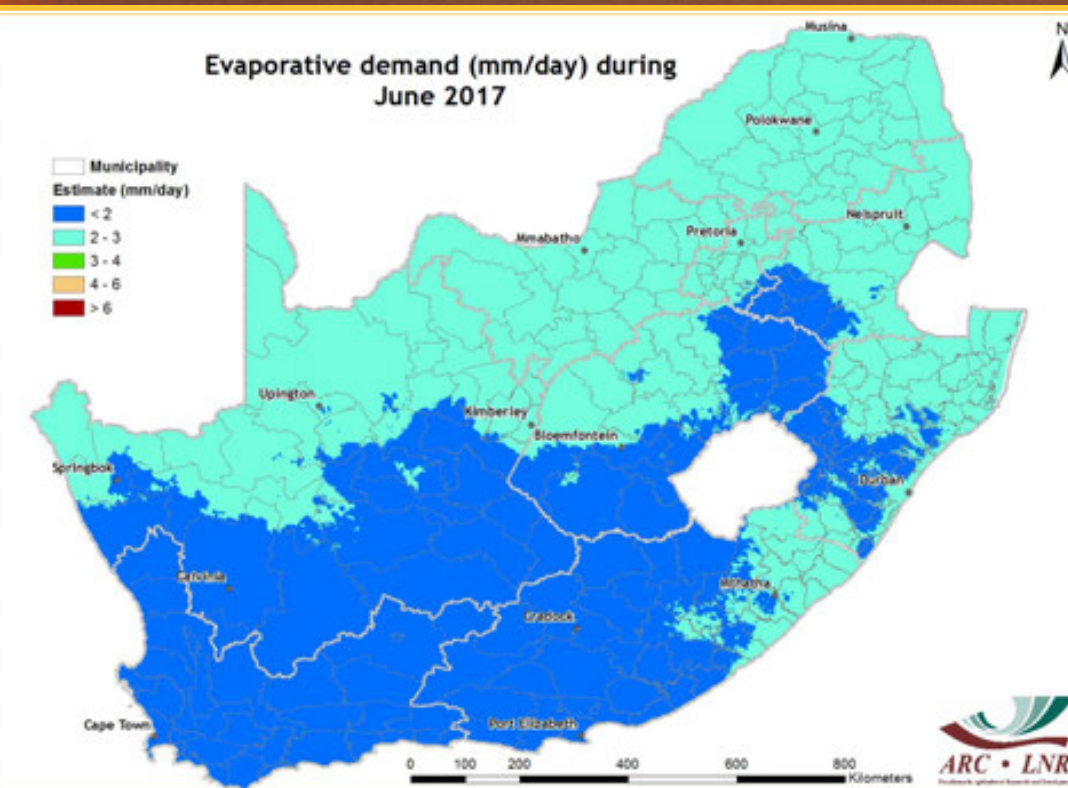 Evaporative demand (mm/day) during
June 2017
N
Municipality
Estimate (mm/day)
< 2
2 - 3
3 - 4
4 - 6
> 6
Musina
Polokwane
Nelspruit
Pretoria
Mmabatho
Upington
Kimberley
Bloemfontein
Springbok
Durban
Calvinia
Mthatha
Cradock
Cape Town
Port Elizabeth
0 100 200 400 600 800
Kilometers
ARC • LNR